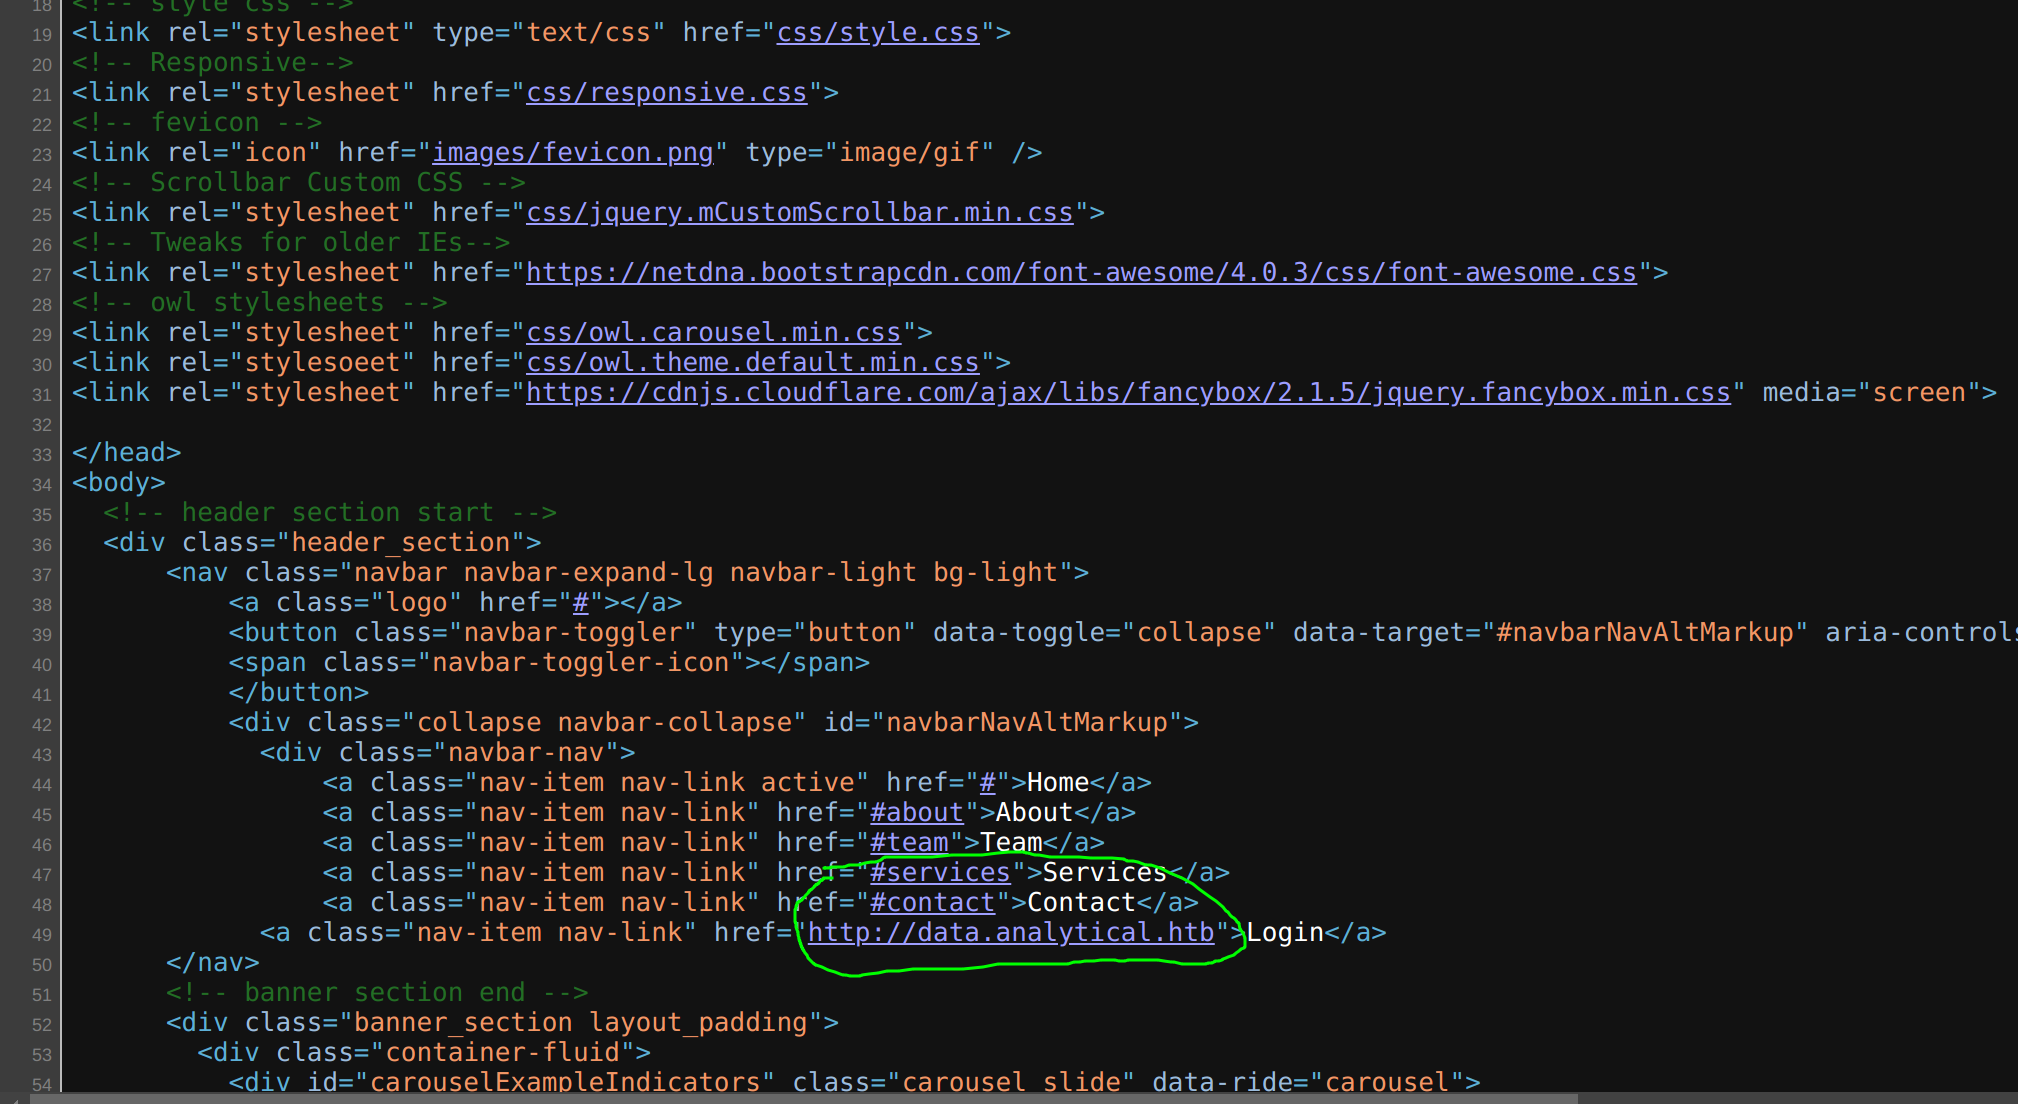 18 <!-- style css -->
19 <link rel="stylesheet" type="text/css" href="css/style.css">
20 <!-- Responsive-->
21 <link rel="stylesheet" href="css/responsive.css">
22 <!-- fevicon -->
23 <link rel="icon" href="images/fevicon.png" type="image/gif" />
24 <!-- Scrollbar Custom CSS -->
25 <link rel="stylesheet" href="css/jquery.mCustomScrollbar.min.css">
26 <!-- Tweaks for older IEs-->
27 <link rel="stylesheet" href="https://netdna.bootstrapcdn.com/font-awesome/4.0.3/css/font-awesome.css">
28 <!-- owl stylesheets -->
29 <link rel="stylesheet" href="css/owl.carousel.min.css">
30 <link rel="stylesoeet" href="css/owl.theme.default.min.css">
31 <link rel="stylesheet" href="https://cdnjs.cloudflare.com/ajax/libs/fancybox/2.1.5/jquery.fancybox.min.css" media="screen">
32
33 </head>
34 <body>
35 <!-- header section start -->
36 <div class="header_section">
37 <nav class="navbar navbar-expand-lg navbar-light bg-light">
38 <a class="logo" href="#"></a>
39 <button class="navbar-toggler" type="button" data-toggle="collapse" data-target="#navbarNavAltMarkup" aria-controls
40 <span class="navbar-toggler-icon"></span>
41 </button>
42 <div class="collapse navbar-collapse" id="navbarNavAltMarkup">
43 <div class="navbar-nav">
44 <a class="nav-item nav-link active" href="#">Home</a>
45 <a class="nav-item nav-link" href="#about">About</a>
46 <a class="nav-item nav-link" href="#team">Team</a>
47 <a class="nav-item nav-link" href="#services">Services</a>
48 <a class="nav-item nav-link" href="#contact">Contact</a>
49 <a class="nav-item nav-link" href="http://data.analytical.htb">Login</a>
50 </nav>
51 <!-- banner section end -->
52 <div class="banner_section layout_padding">
53 <div class="container-fluid">
54 <div id="carouselExampleIndicators" class="carousel slide" data-ride="carousel">